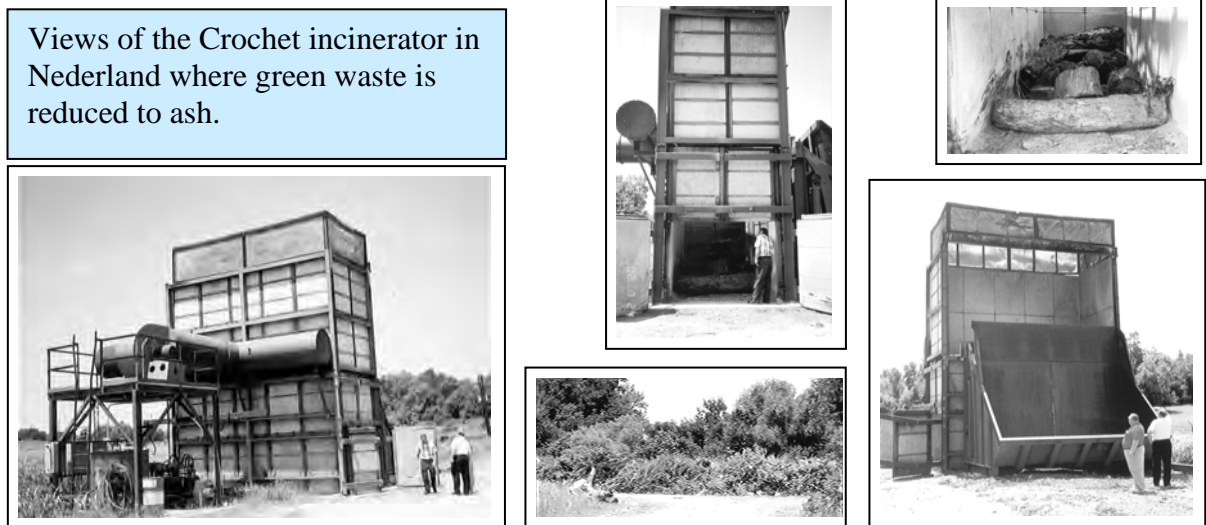 Views of the Crochet incinerator in
Nederland where green waste is
reduced to ash.